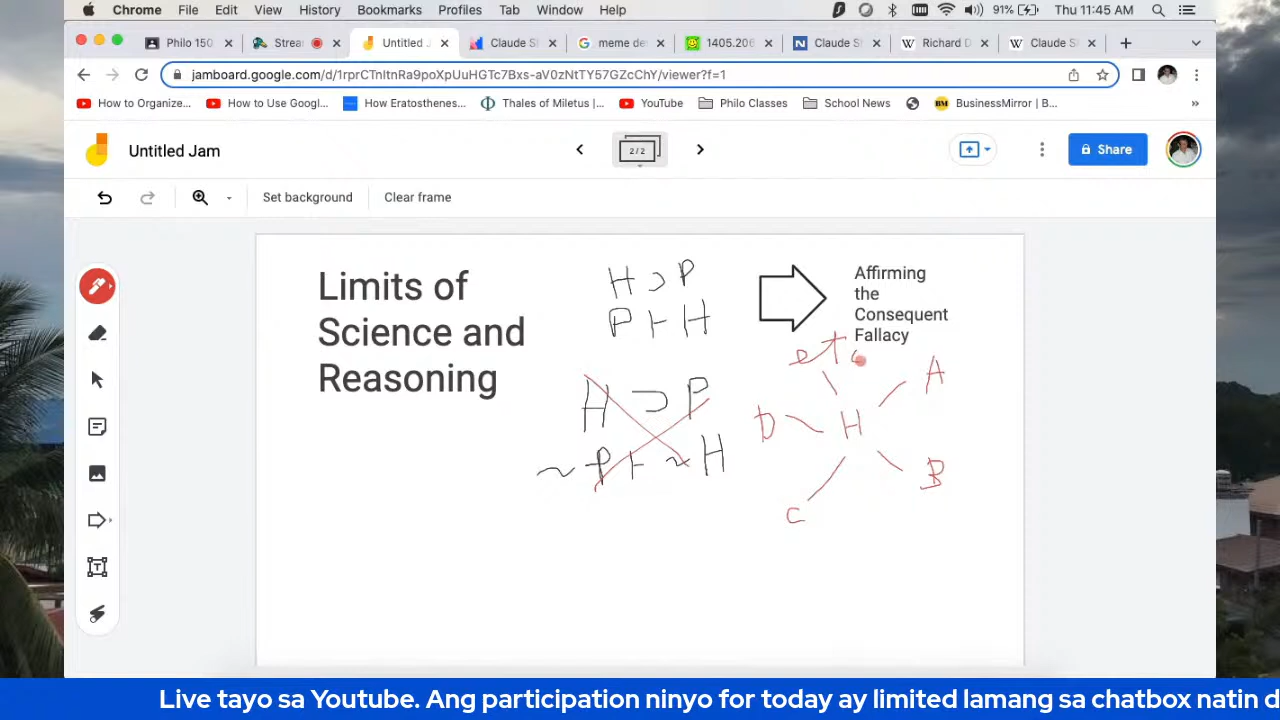 Chrome File Edit View History Bookmarks Profiles Tab Window Help 91% Thu 11:45 AM
Philo 150 Strea Untitled J Claude S meme de 1405.206 Claude S Richard D Claude S
jamboard.google.com/d/1rprCTnItnRa9poXpUuHGTc7Bxs-aV0zNtTY57GZcChY/viewer?f=1
How to Organize... How to Use Googl... How Eratosthenes... Thales of Miletus |... YouTube Philo Classes School News BM BusinessMirror | B... »
Untitled Jam 2 / 2 Share
Set background Clear frame
Limits of
Science and
Reasoning
H ⊃ P
P ⊢ H
H ⊃ P
~P ⊢ ~H
Affirming
the
Consequent
Fallacy
etc
A
D
H
B
C
Live tayo sa Youtube. Ang participation ninyo for today ay limited lamang sa chatbox natin d